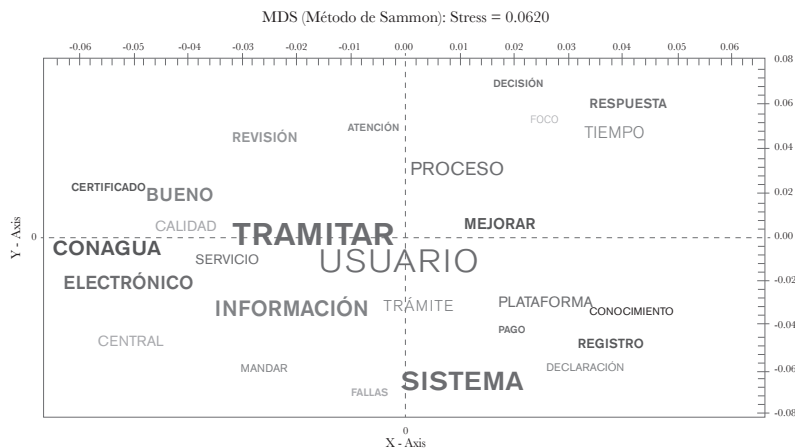 MDS (Método de Sammon): Stress = 0.0620
-0.06 -0.05 -0.04 -0.03 -0.02 -0.01 0.00 0.01 0.02 0.03 0.04 0.05 0.06
0.08
DECISIÓN
RESPUESTA
0.06
FOCO
ATENCIÓN
TIEMPO
REVISIÓN
0.04
PROCESO
CERTIFICADO
BUENO
0.02
CALIDAD
MEJORAR
TRAMITAR
Y - Axis
0
0.00
CONAGUA
SERVICIO
USUARIO
ELECTRÓNICO
-0.02
INFORMACIÓN
TRÁMITE
PLATAFORMA
CONOCIMIENTO
PAGO
-0.04
CENTRAL
REGISTRO
MANDAR
DECLARACIÓN
-0.06
SISTEMA
FALLAS
-0.08
0
X - Axis